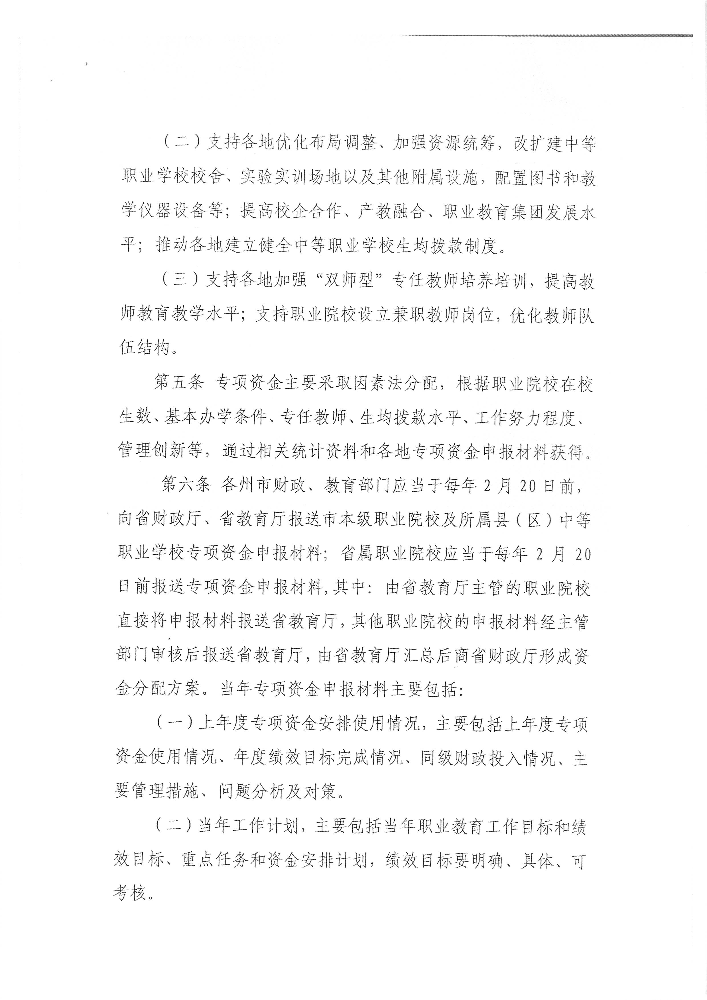 （二）支持各地优化布局调整、加强资源统筹，改扩建中等
职业学校校舍、实验实训场地以及其他附属设施，配置图书和教
学仪器设备等；提高校企合作、产教融合、职业教育集团发展水
平；推动各地建立健全中等职业学校生均拨款制度。
（三）支持各地加强“双师型”专任教师培养培训，提高教
师教育教学水平；支持职业院校设立兼职教师岗位，优化教师队
伍结构。
第五条 专项资金主要采取因素法分配，根据职业院校在校
生数、基本办学条件、专任教师、生均拨款水平、工作努力程度、
管理创新等，通过相关统计资料和各地专项资金申报材料获得。
第六条 各州市财政、教育部门应当于每年 2 月 20 日前，
向省财政厅、省教育厅报送市本级职业院校及所属县（区）中等
职业学校专项资金申报材料；省属职业院校应当于每年 2 月 20
日前报送专项资金申报材料,其中：由省教育厅主管的职业院校
直接将申报材料报送省教育厅,其他职业院校的申报材料经主管
部门审核后报送省教育厅,由省教育厅汇总后商省财政厅形成资
金分配方案。当年专项资金申报材料主要包括：
（一）上年度专项资金安排使用情况，主要包括上年度专项
资金使用情况、年度绩效目标完成情况、同级财政投入情况、主
要管理措施、问题分析及对策。
（二）当年工作计划，主要包括当年职业教育工作目标和绩
效目标、重点任务和资金安排计划，绩效目标要明确、具体、可
考核。